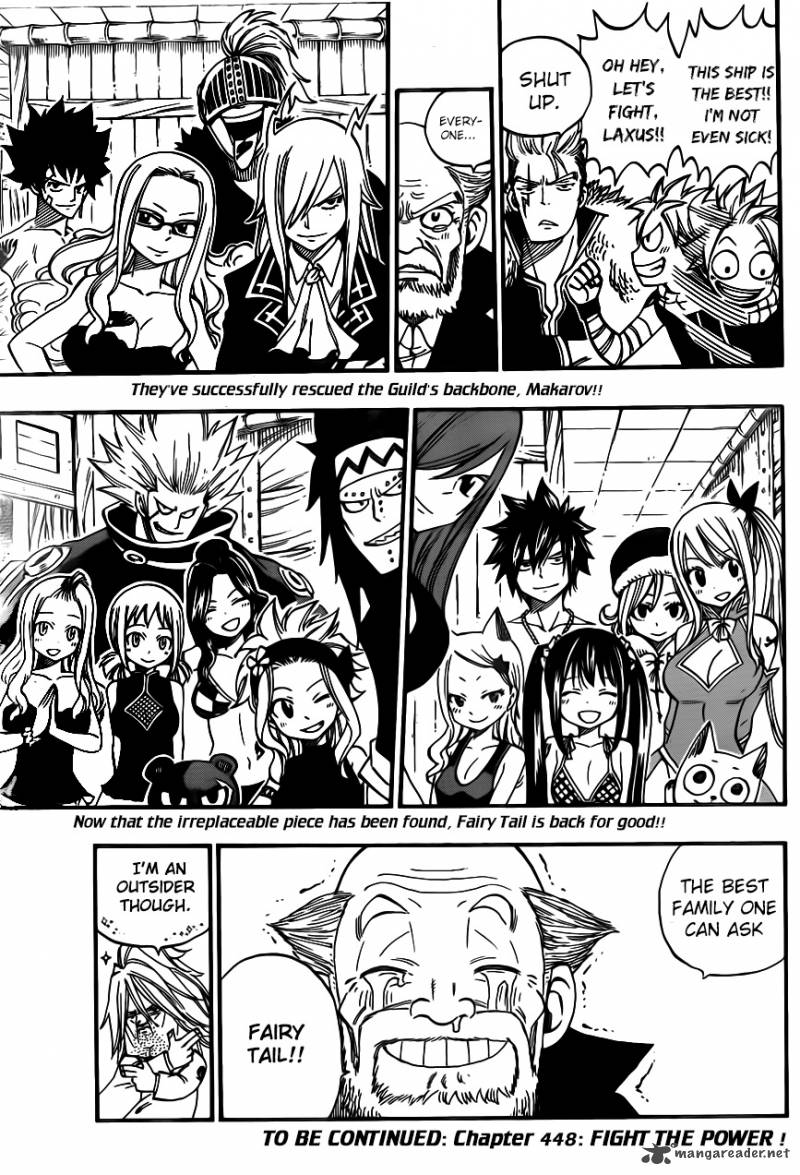 THIS SHIP IS
THE BEST!!
I'M NOT
EVEN SICK!
OH HEY,
LET'S
FIGHT,
LAXUS!!
SHUT
UP.
EVERY-
ONE...
They've successfully rescued the Guild's backbone, Makarov!!
Now that the irreplaceable piece has been found, Fairy Tail is back for good!!
THE BEST
FAMILY ONE
CAN ASK
FAIRY
TAIL!!
I'M AN
OUTSIDER
THOUGH.
TO BE CONTINUED: Chapter 448: FIGHT THE POWER !
mangareader.net